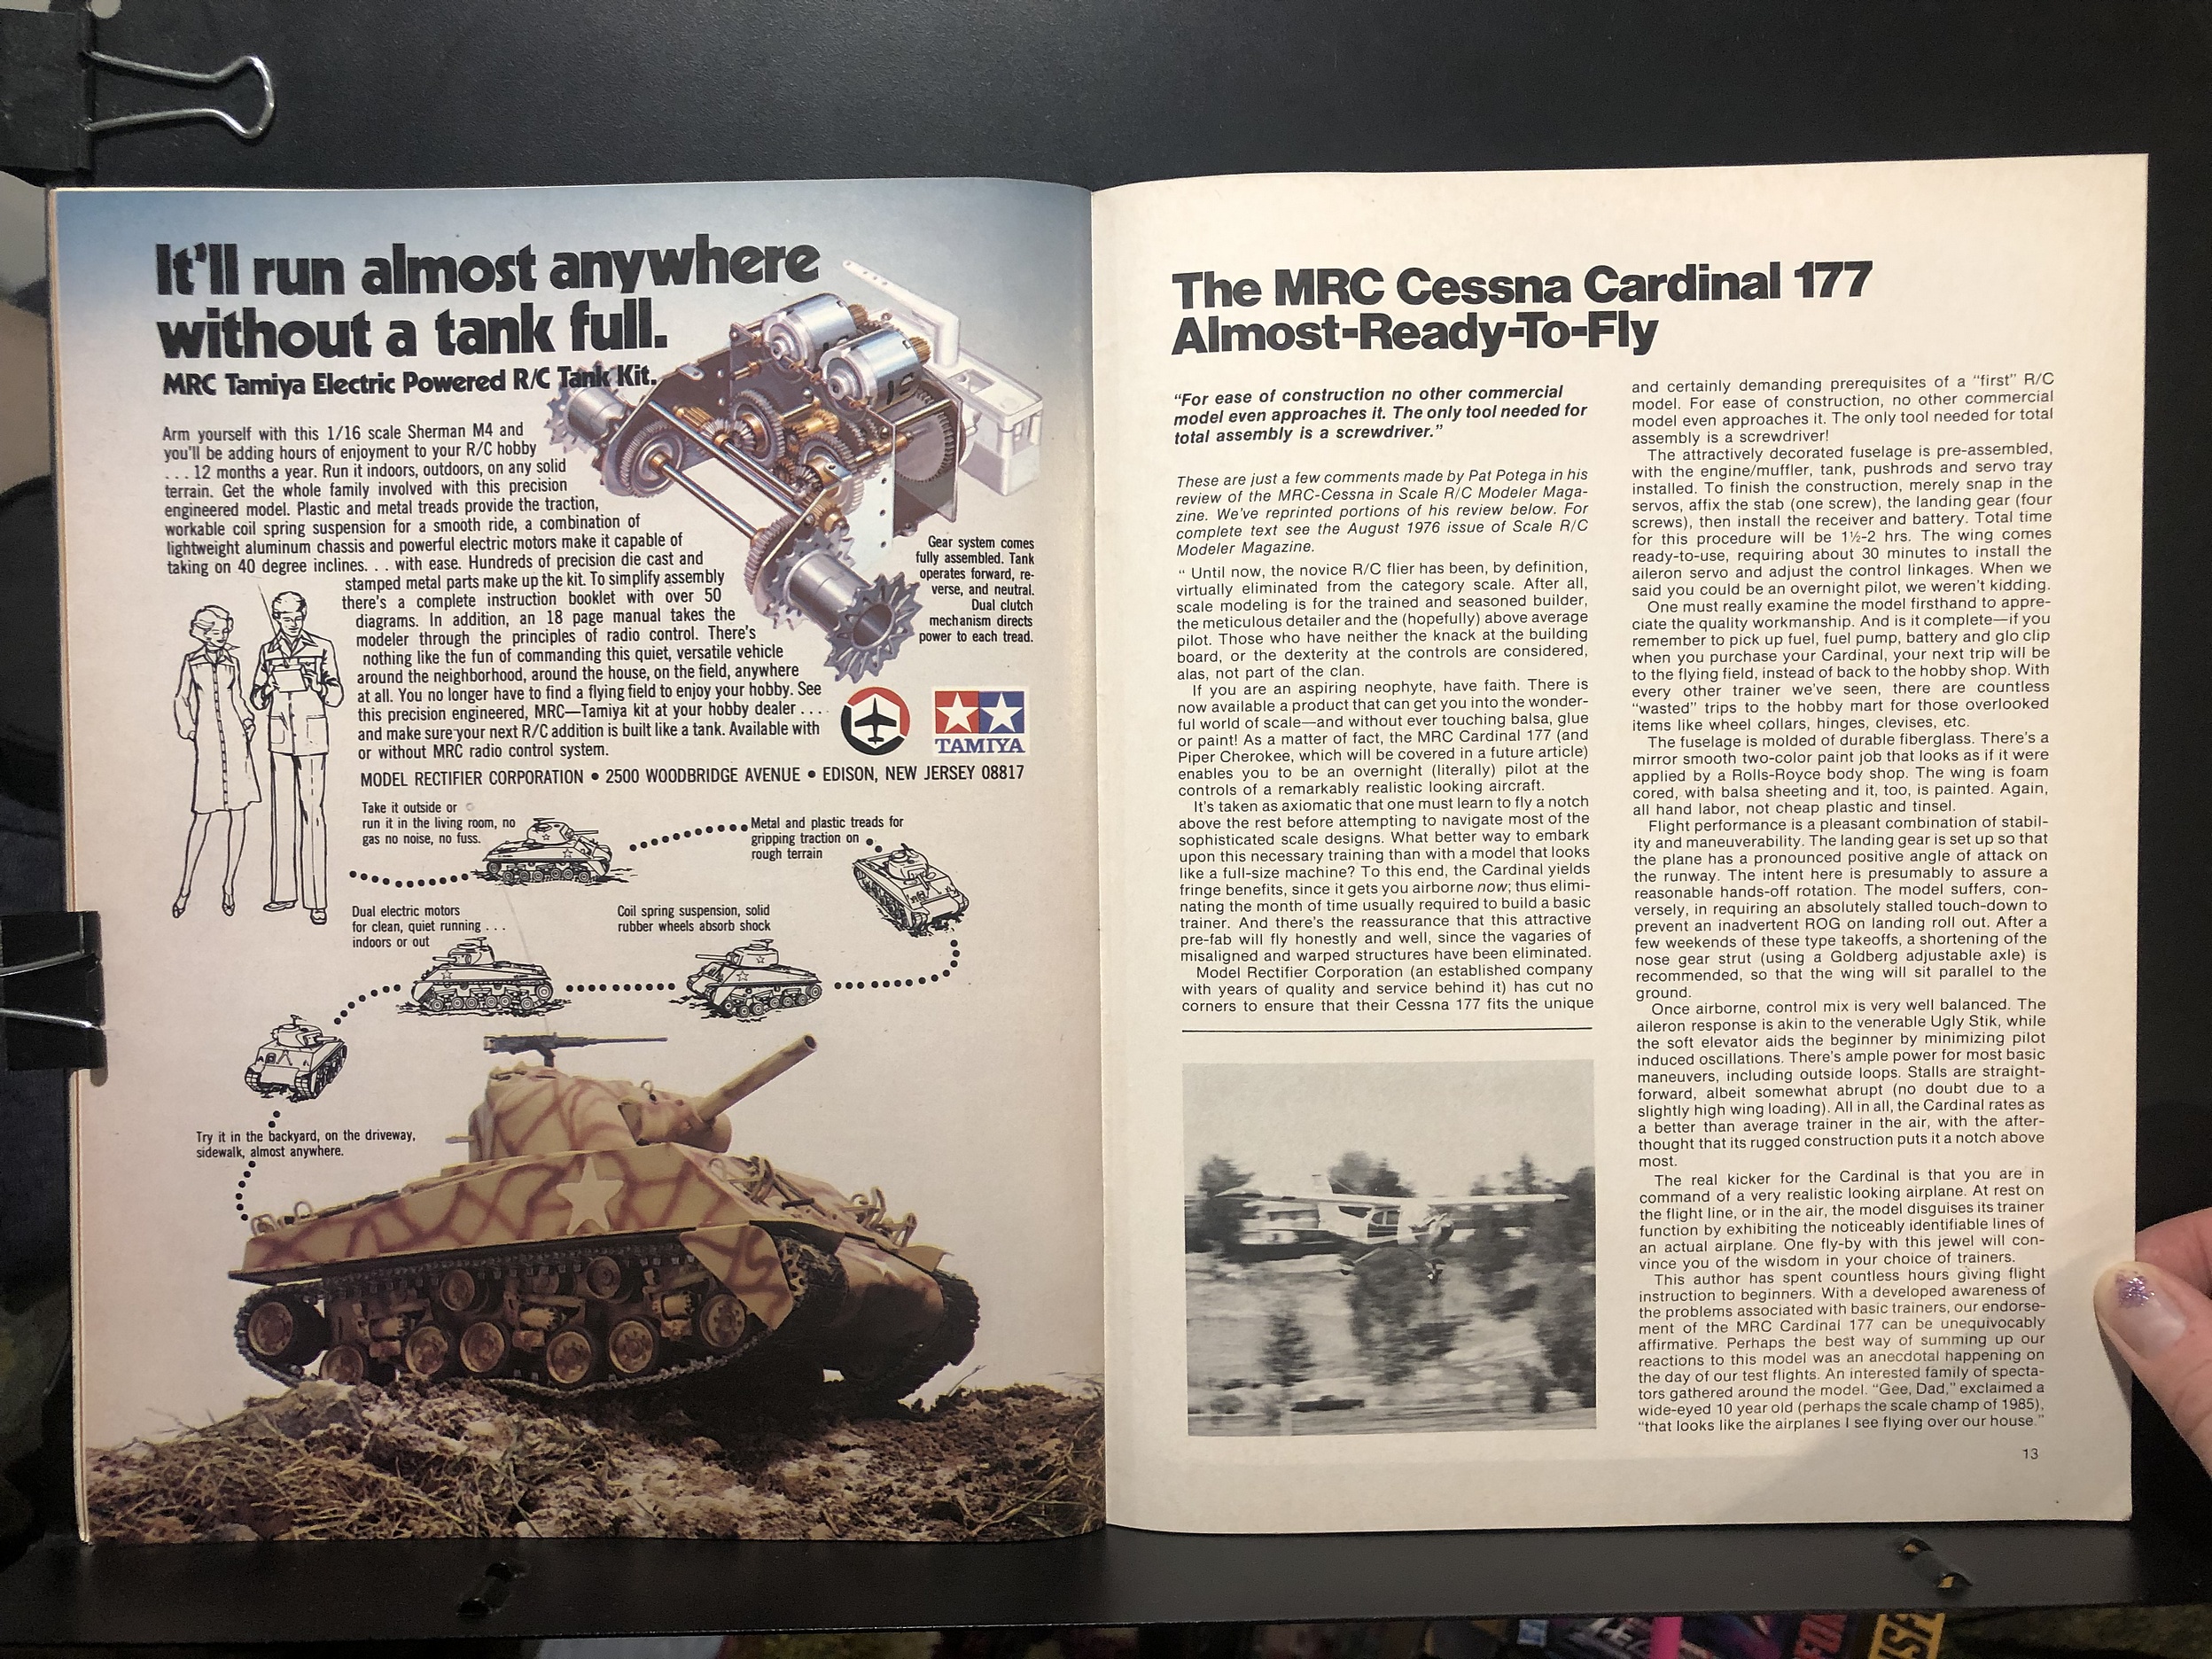 It'll run almost anywhere
without a tank full.
MRC Tamiya Electric Powered R/C Tank Kit.
Arm yourself with this 1/16 scale Sherman M4 and
you'll be adding hours of enjoyment to your R/C hobby
. . . 12 months a year. Run it indoors, outdoors, on any solid
terrain. Get the whole family involved with this precision
engineered model. Plastic and metal treads provide the traction,
workable coil spring suspension for a smooth ride, a combination of
lightweight aluminum chassis and powerful electric motors make it capable of
taking on 40 degree inclines. . . with ease. Hundreds of precision die cast and
stamped metal parts make up the kit. To simplify assembly
there's a complete instruction booklet with over 50
diagrams. In addition, an 18 page manual takes the
modeler through the principles of radio control. There's
nothing like the fun of commanding this quiet, versatile vehicle
around the neighborhood, around the house, on the field, anywhere
at all. You no longer have to find a flying field to enjoy your hobby. See
this precision engineered, MRC—Tamiya kit at your hobby dealer . . . .
and make sure your next R/C addition is built like a tank. Available with
or without MRC radio control system.
Gear system comes
fully assembled. Tank
operates forward, re-
verse, and neutral.
Dual clutch
mechanism directs
power to each tread.
TAMIYA
MODEL RECTIFIER CORPORATION • 2500 WOODBRIDGE AVENUE • EDISON, NEW JERSEY 08817
Take it outside or
run it in the living room, no
gas no noise, no fuss.
Metal and plastic treads for
gripping traction on
rough terrain
Dual electric motors
for clean, quiet running . . .
indoors or out
Coil spring suspension, solid
rubber wheels absorb shock
Try it in the backyard, on the driveway,
sidewalk, almost anywhere.
The MRC Cessna Cardinal 177
Almost-Ready-To-Fly
"For ease of construction no other commercial
model even approaches it. The only tool needed for
total assembly is a screwdriver."
These are just a few comments made by Pat Potega in his
review of the MRC-Cessna in Scale R/C Modeler Maga-
zine. We've reprinted portions of his review below. For
complete text see the August 1976 issue of Scale R/C
Modeler Magazine.
" Until now, the novice R/C flier has been, by definition,
virtually eliminated from the category scale. After all,
scale modeling is for the trained and seasoned builder,
the meticulous detailer and the (hopefully) above average
pilot. Those who have neither the knack at the building
board, or the dexterity at the controls are considered,
alas, not part of the clan.
If you are an aspiring neophyte, have faith. There is
now available a product that can get you into the wonder-
ful world of scale—and without ever touching balsa, glue
or paint! As a matter of fact, the MRC Cardinal 177 (and
Piper Cherokee, which will be covered in a future article)
enables you to be an overnight (literally) pilot at the
controls of a remarkably realistic looking aircraft.
It's taken as axiomatic that one must learn to fly a notch
above the rest before attempting to navigate most of the
sophisticated scale designs. What better way to embark
upon this necessary training than with a model that looks
like a full-size machine? To this end, the Cardinal yields
fringe benefits, since it gets you airborne now; thus elimi-
nating the month of time usually required to build a basic
trainer. And there's the reassurance that this attractive
pre-fab will fly honestly and well, since the vagaries of
misaligned and warped structures have been eliminated.
Model Rectifier Corporation (an established company
with years of quality and service behind it) has cut no
corners to ensure that their Cessna 177 fits the unique
and certainly demanding prerequisites of a "first" R/C
model. For ease of construction, no other commercial
model even approaches it. The only tool needed for total
assembly is a screwdriver!
The attractively decorated fuselage is pre-assembled,
with the engine/muffler, tank, pushrods and servo tray
installed. To finish the construction, merely snap in the
servos, affix the stab (one screw), the landing gear (four
screws), then install the receiver and battery. Total time
for this procedure will be 1½-2 hrs. The wing comes
ready-to-use, requiring about 30 minutes to install the
aileron servo and adjust the control linkages. When we
said you could be an overnight pilot, we weren't kidding.
One must really examine the model firsthand to appre-
ciate the quality workmanship. And is it complete—if you
remember to pick up fuel, fuel pump, battery and glo clip
when you purchase your Cardinal, your next trip will be
to the flying field, instead of back to the hobby shop. With
every other trainer we've seen, there are countless
"wasted" trips to the hobby mart for those overlooked
items like wheel collars, hinges, clevises, etc.
The fuselage is molded of durable fiberglass. There's a
mirror smooth two-color paint job that looks as if it were
applied by a Rolls-Royce body shop. The wing is foam
cored, with balsa sheeting and it, too, is painted. Again,
all hand labor, not cheap plastic and tinsel.
Flight performance is a pleasant combination of stabil-
ity and maneuverability. The landing gear is set up so that
the plane has a pronounced positive angle of attack on
the runway. The intent here is presumably to assure a
reasonable hands-off rotation. The model suffers, con-
versely, in requiring an absolutely stalled touch-down to
prevent an inadvertent ROG on landing roll out. After a
few weekends of these type takeoffs, a shortening of the
nose gear strut (using a Goldberg adjustable axle) is
recommended, so that the wing will sit parallel to the
ground.
Once airborne, control mix is very well balanced. The
aileron response is akin to the venerable Ugly Stik, while
the soft elevator aids the beginner by minimizing pilot
induced oscillations. There's ample power for most basic
maneuvers, including outside loops. Stalls are straight-
forward, albeit somewhat abrupt (no doubt due to a
slightly high wing loading). All in all, the Cardinal rates as
a better than average trainer in the air, with the after-
thought that its rugged construction puts it a notch above
most.
The real kicker for the Cardinal is that you are in
command of a very realistic looking airplane. At rest on
the flight line, or in the air, the model disguises its trainer
function by exhibiting the noticeably identifiable lines of
an actual airplane. One fly-by with this jewel will con-
vince you of the wisdom in your choice of trainers.
This author has spent countless hours giving flight
instruction to beginners. With a developed awareness of
the problems associated with basic trainers, our endorse-
ment of the MRC Cardinal 177 can be unequivocably
affirmative. Perhaps the best way of summing up our
reactions to this model was an anecdotal happening on
the day of our test flights. An interested family of specta-
tors gathered around the model. "Gee, Dad," exclaimed a
wide-eyed 10 year old (perhaps the scale champ of 1985),
"that looks like the airplanes I see flying over our house."
13